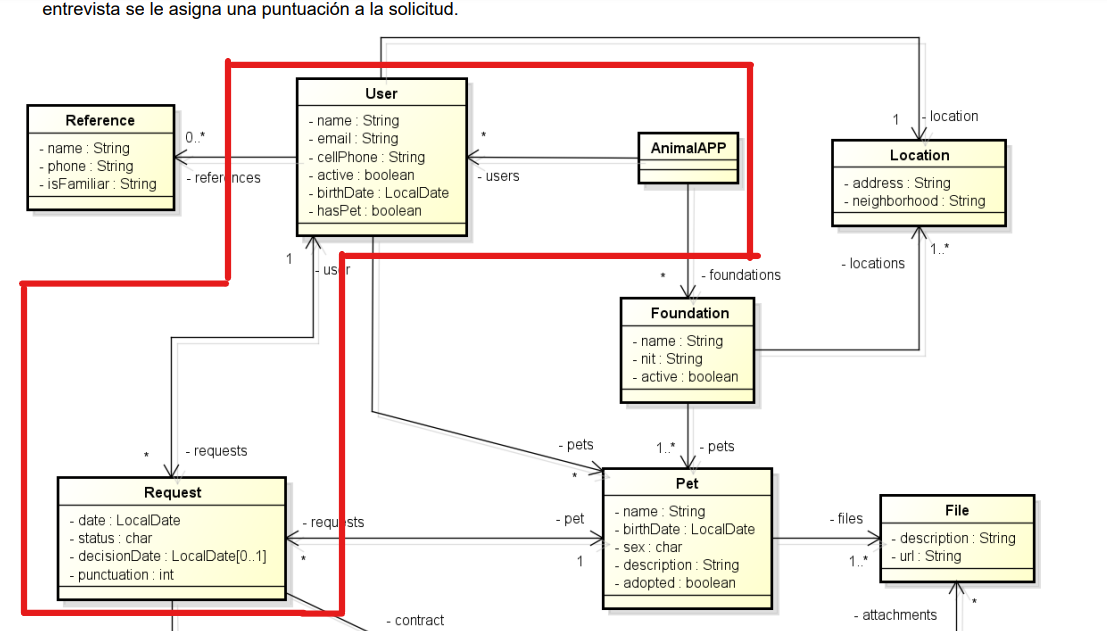 entrevista se le asigna una puntuación a la solicitud.
User
- name : String
- email : String
- cellPhone : String
- active : boolean
- birthDate : LocalDate
- hasPet : boolean
Reference
- name : String
- phone : String
- isFamiliar : String
0..*
- references
*
- users
AnimalAPP
1
- location
Location
- address : String
- neighborhood : String
1..*
- locations
1
- user
*
- foundations
Foundation
- name : String
- nit : String
- active : boolean
*
- requests
- pets
*
1..*
- pets
Request
- date : LocalDate
- status : char
- decisionDate : LocalDate[0..1]
- punctuation : int
- requests
*
- pet
1
Pet
- name : String
- birthDate : LocalDate
- sex : char
- description : String
- adopted : boolean
- files
1..*
File
- description : String
- url : String
*
- attachments
- contract